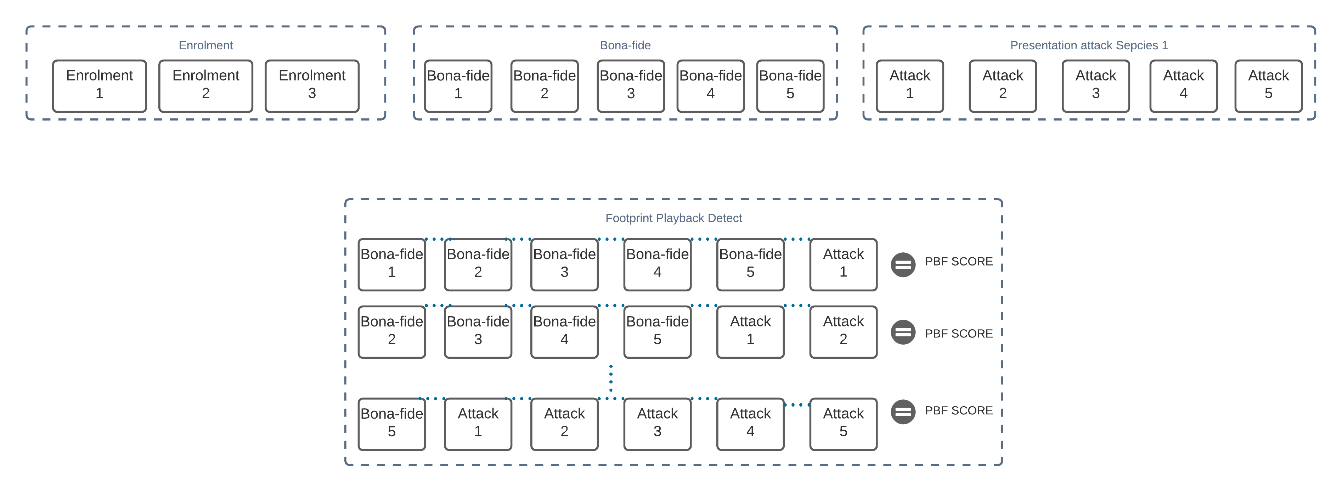 Enrolment
Bona-fide
Presentation attack Sepcies 1
Enrolment
1
Enrolment
2
Enrolment
3
Bona-fide
1
Bona-fide
2
Bona-fide
3
Bona-fide
4
Bona-fide
5
Attack
1
Attack
2
Attack
3
Attack
4
Attack
5
Footprint Playback Detect
Bona-fide
1
Bona-fide
2
Bona-fide
3
Bona-fide
4
Bona-fide
5
Attack
1
PBF SCORE
Bona-fide
2
Bona-fide
3
Bona-fide
4
Bona-fide
5
Attack
1
Attack
2
PBF SCORE
Bona-fide
5
Attack
1
Attack
2
Attack
3
Attack
4
Attack
5
PBF SCORE